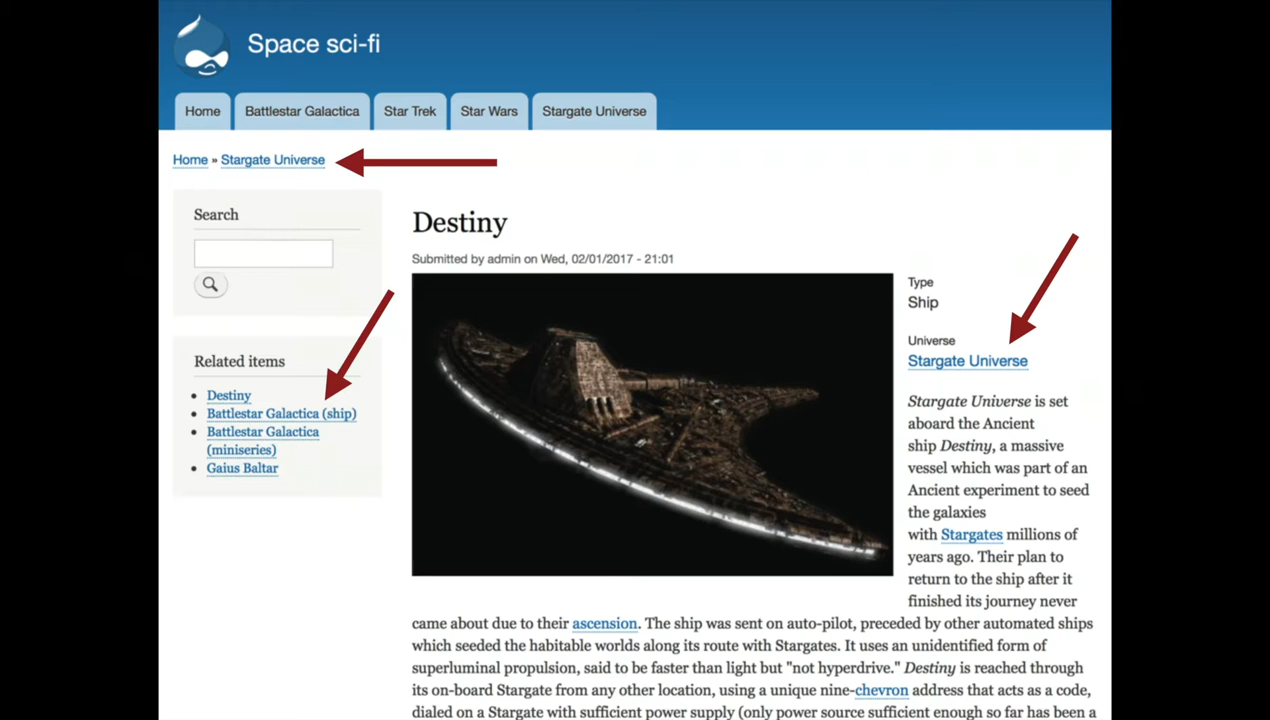 Space sci-fi
Home
Battlestar Galactica
Star Trek
Star Wars
Stargate Universe
Home » Stargate Universe
Search
Related items
Destiny
Battlestar Galactica (ship)
Battlestar Galactica
(miniseries)
Gaius Baltar
Destiny
Submitted by admin on Wed, 02/01/2017 - 21:01
Type
Ship
Universe
Stargate Universe
Stargate Universe is set
aboard the Ancient
ship Destiny, a massive
vessel which was part of an
Ancient experiment to seed
the galaxies
with Stargates millions of
years ago. Their plan to
return to the ship after it
finished its journey never
came about due to their ascension. The ship was sent on auto-pilot, preceded by other automated ships
which seeded the habitable worlds along its route with Stargates. It uses an unidentified form of
superluminal propulsion, said to be faster than light but "not hyperdrive." Destiny is reached through
its on-board Stargate from any other location, using a unique nine-chevron address that acts as a code,
dialed on a Stargate with sufficient power supply (only power source sufficient enough so far has been a